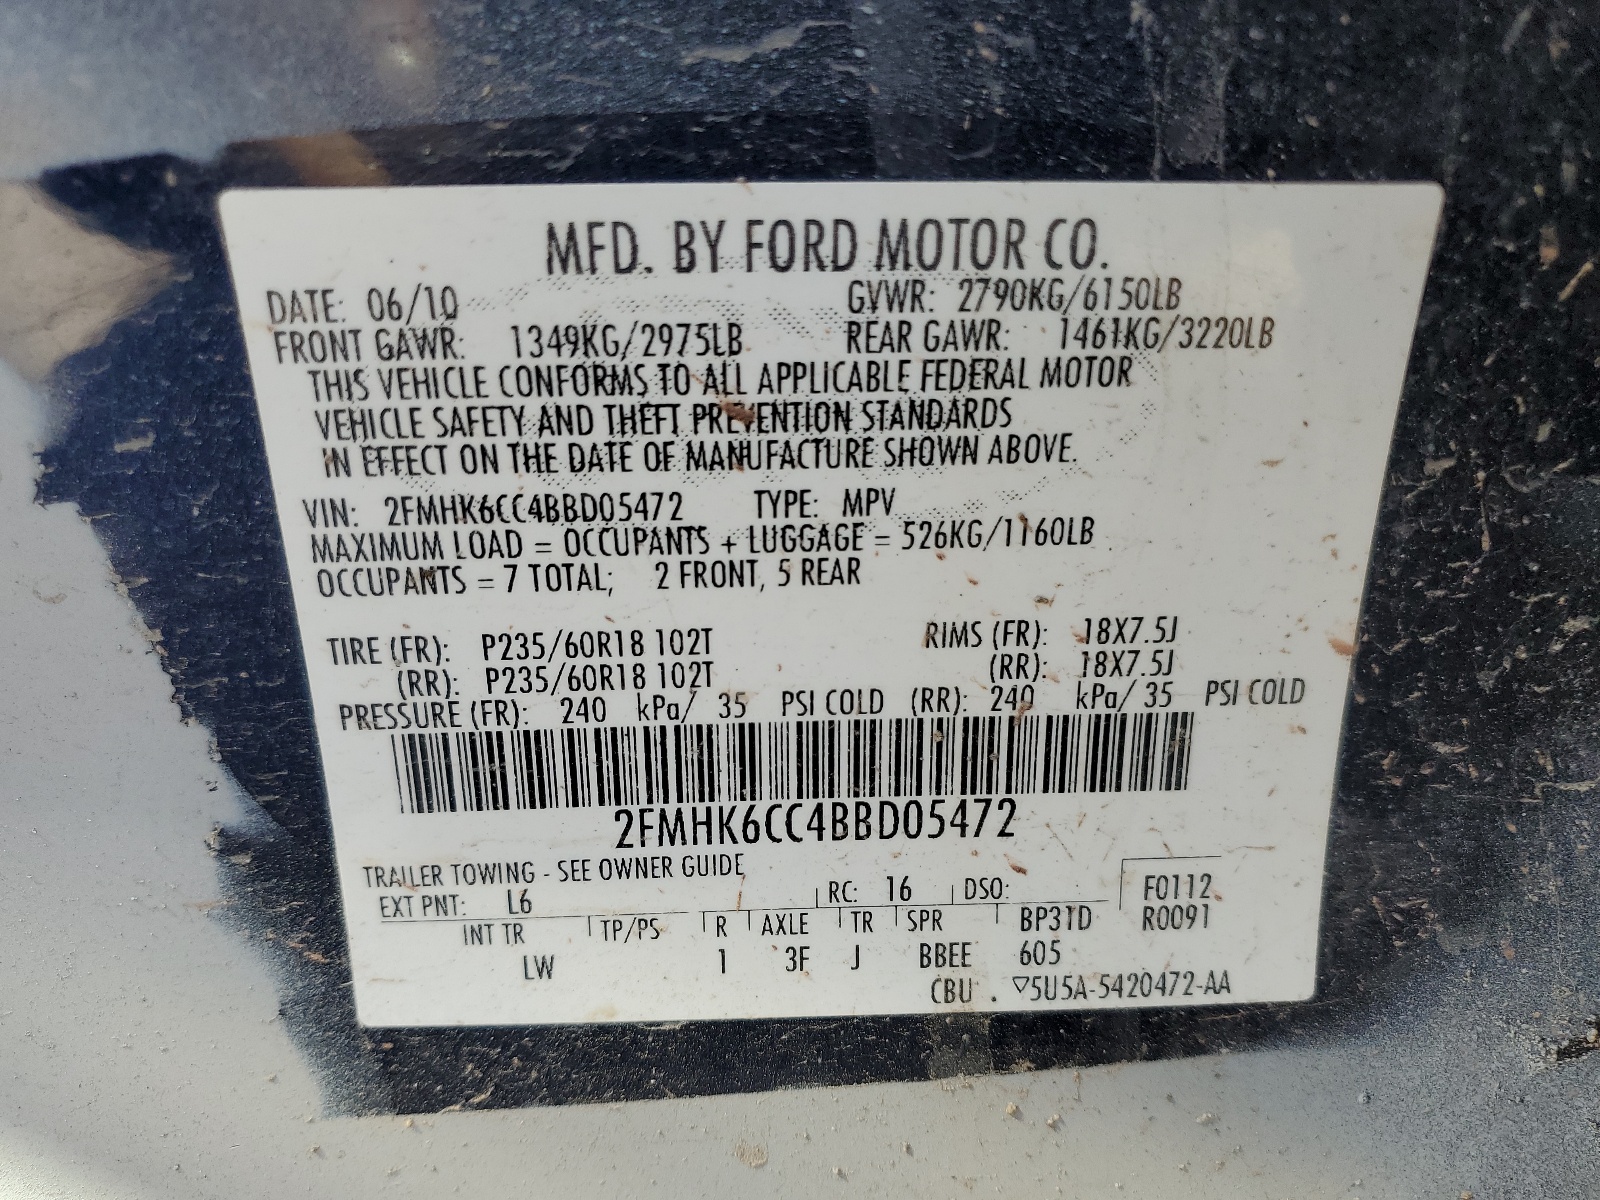 MFD. BY FORD MOTOR CO.
DATE: 06/10 GVWR: 2790KG/6150LB
FRONT GAWR: 1349KG/2975LB REAR GAWR: 1461KG/3220LB
THIS VEHICLE CONFORMS TO ALL APPLICABLE FEDERAL MOTOR
VEHICLE SAFETY AND THEFT PREVENTION STANDARDS
IN EFFECT ON THE DATE OF MANUFACTURE SHOWN ABOVE.
VIN: 2FMHK6CC4BBD05472 TYPE: MPV
MAXIMUM LOAD = OCCUPANTS + LUGGAGE = 526KG/1160LB
OCCUPANTS = 7 TOTAL; 2 FRONT, 5 REAR
TIRE (FR): P235/60R18 102T RIMS (FR): 18X7.5J
(RR): P235/60R18 102T (RR): 18X7.5J
PRESSURE (FR): 240 kPa/ 35 PSI COLD (RR): 240 kPa/ 35 PSI COLD
2FMHK6CC4BBD05472
TRAILER TOWING - SEE OWNER GUIDE
EXT PNT: L6 RC: 16 DSO: F0112
INT TR TP/PS R AXLE TR SPR BP31D R0091
LW 1 3F J BBEE 605
CBU . ▽5U5A-5420472-AA